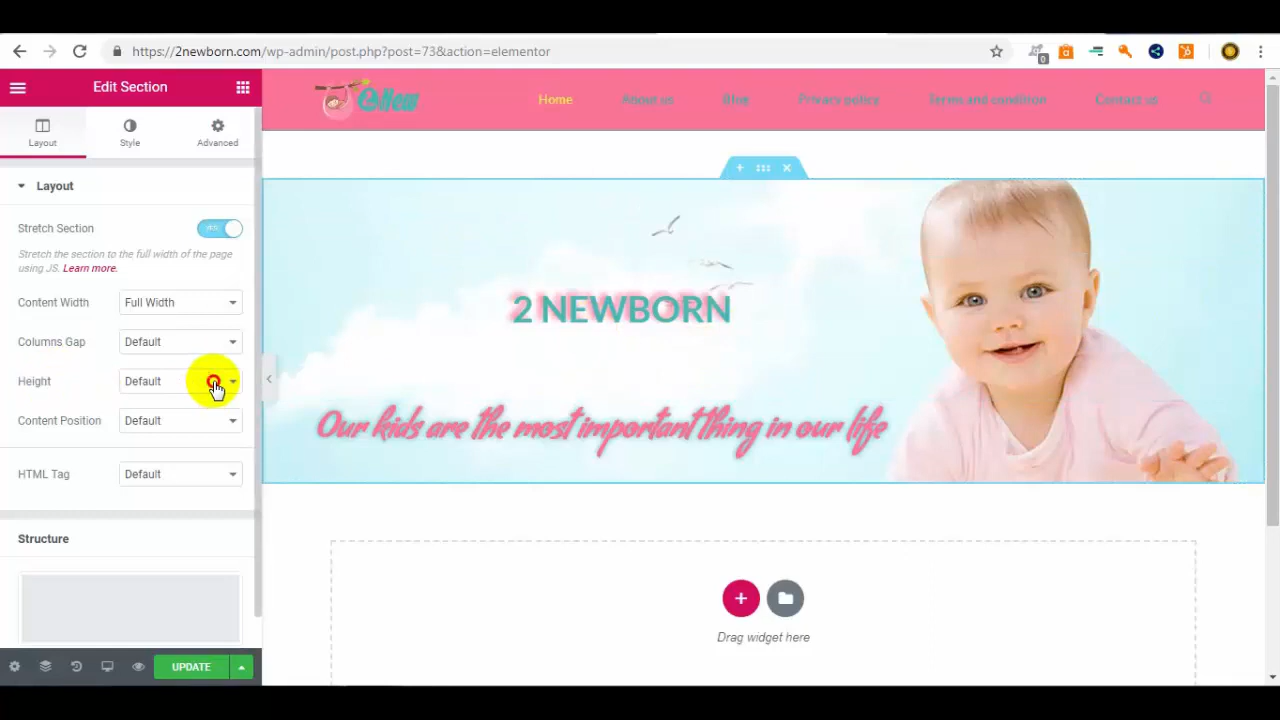 https://2newborn.com/wp-admin/post.php?post=73&action=elementor
0
Edit Section
Layout
Style
Advanced
Layout
Stretch Section
YES
Stretch the section to the full width of the page
using JS. Learn more.
Content Width
Full Width
Columns Gap
Default
Height
Default
Content Position
Default
HTML Tag
Default
Structure
UPDATE
2New
Home
About us
Blog
Privacy policy
Terms and condition
Contact us
2 NEWBORN
Our kids are the most important thing in our life
Drag widget here